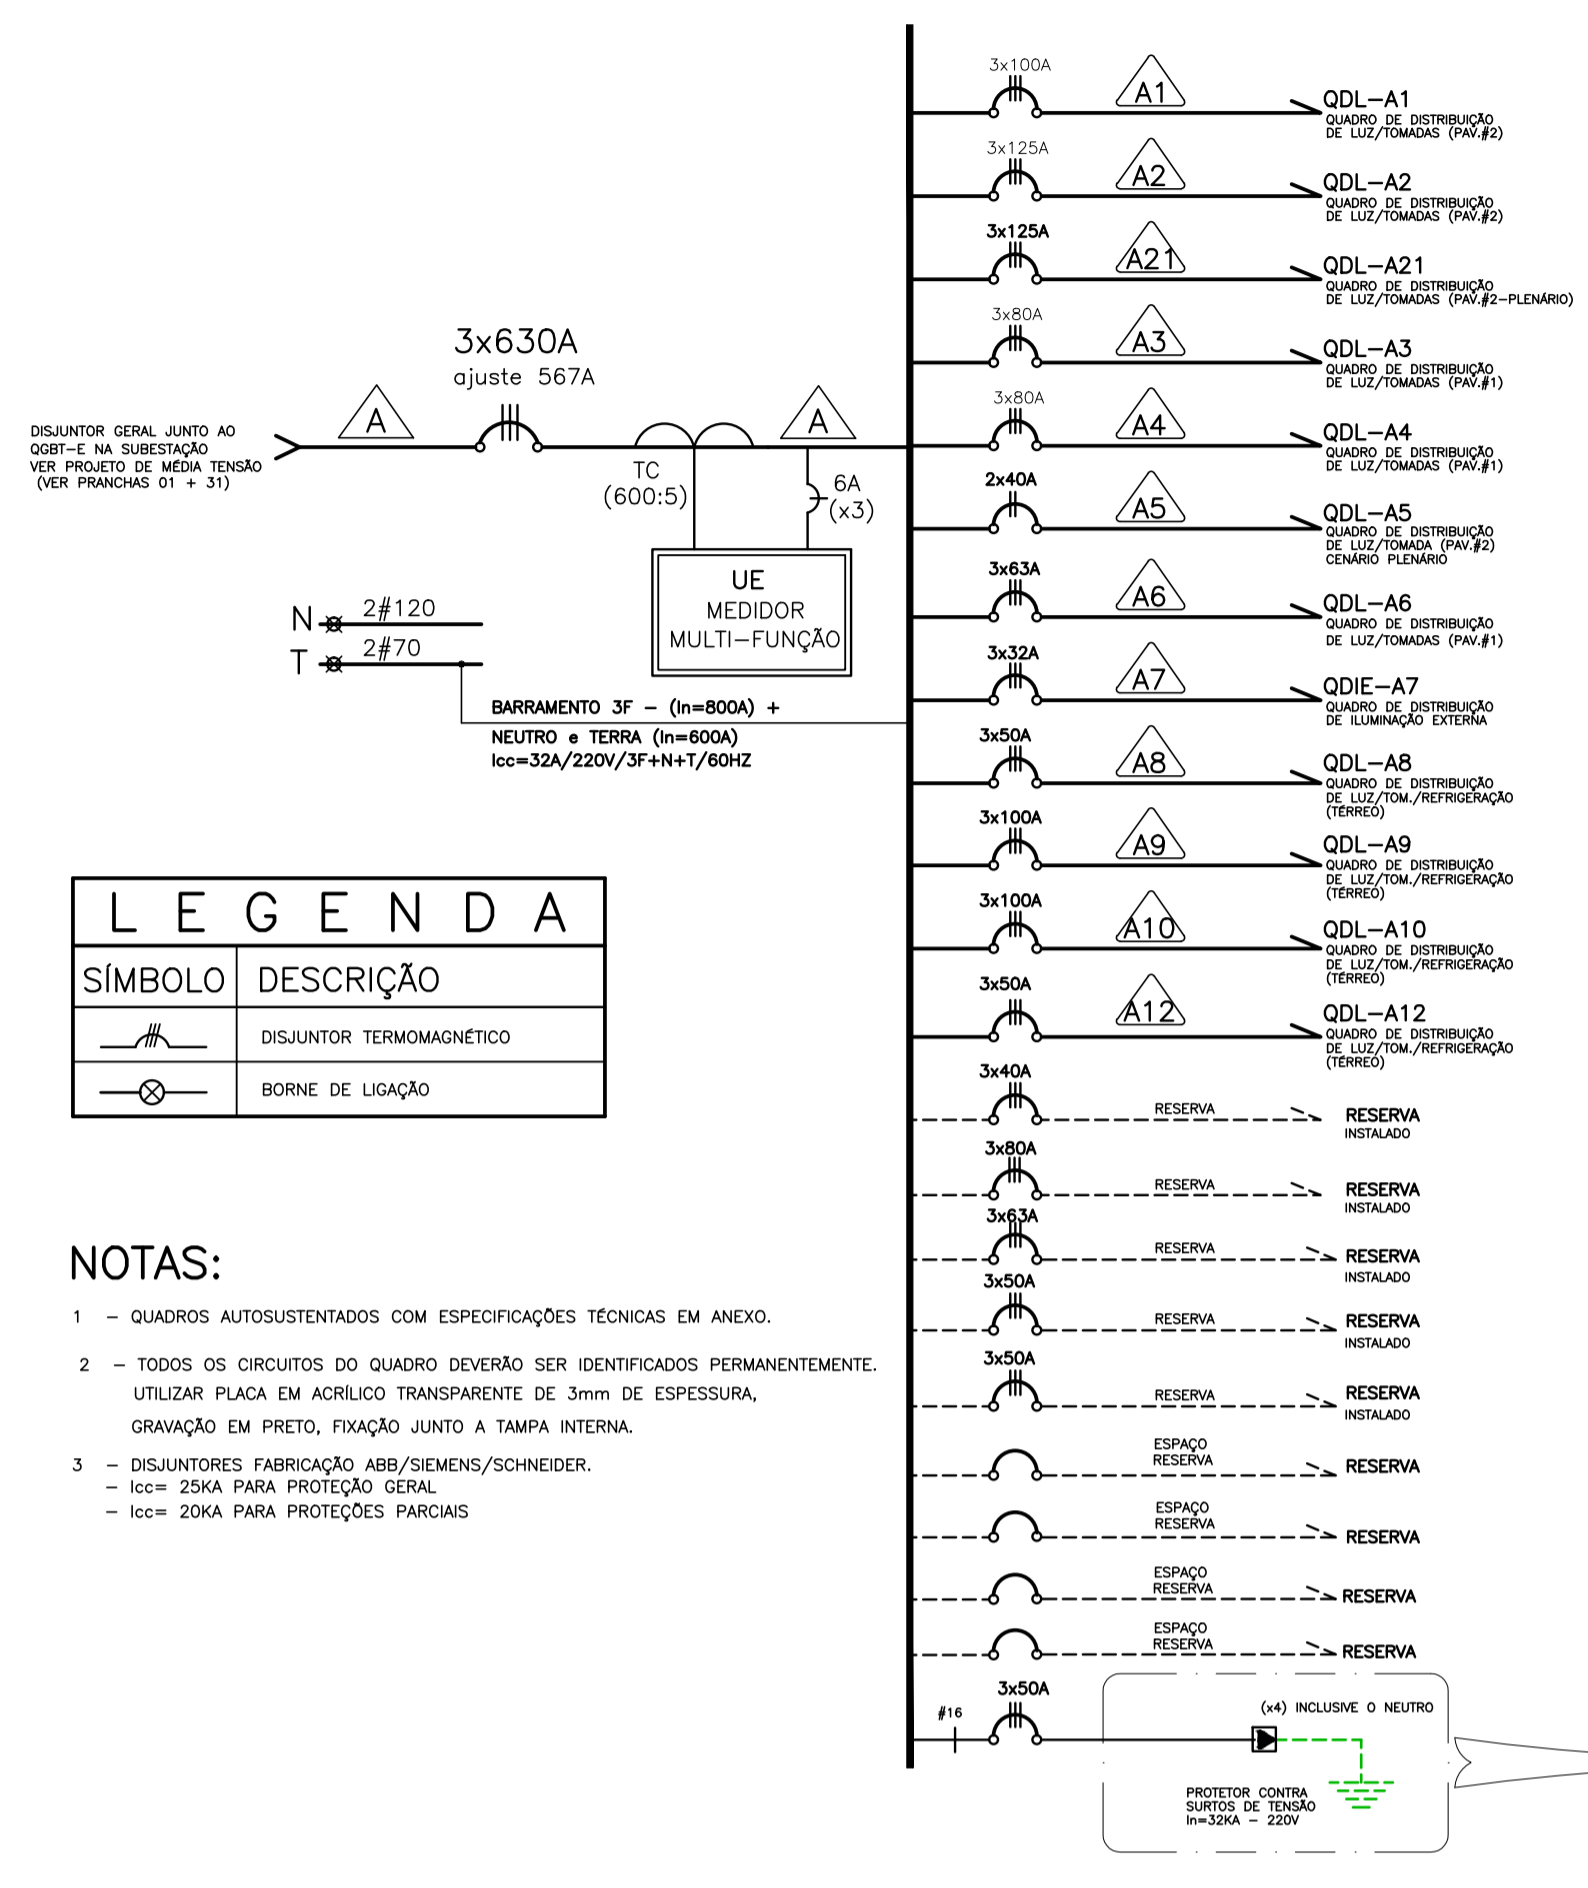 3x100A
A1
QDL-A1
QUADRO DE DISTRIBUIÇÃO
DE LUZ/TOMADAS (PAV.#2)
3x125A
A2
QDL-A2
QUADRO DE DISTRIBUIÇÃO
DE LUZ/TOMADAS (PAV.#2)
3x125A
A21
QDL-A21
QUADRO DE DISTRIBUIÇÃO
DE LUZ/TOMADAS (PAV.#2-PLENÁRIO)
3x80A
A3
QDL-A3
QUADRO DE DISTRIBUIÇÃO
DE LUZ/TOMADAS (PAV.#1)
3x80A
A4
QDL-A4
QUADRO DE DISTRIBUIÇÃO
DE LUZ/TOMADAS (PAV.#1)
2x40A
A5
QDL-A5
QUADRO DE DISTRIBUIÇÃO
DE LUZ/TOMADA (PAV.#2)
CENÁRIO PLENÁRIO
3x63A
A6
QDL-A6
QUADRO DE DISTRIBUIÇÃO
DE LUZ/TOMADAS (PAV.#1)
3x32A
A7
QDIE-A7
QUADRO DE DISTRIBUIÇÃO
DE ILUMINAÇÃO EXTERNA
3x50A
A8
QDL-A8
QUADRO DE DISTRIBUIÇÃO
DE LUZ/TOM./REFRIGERAÇÃO
(TÉRREO)
3x100A
A9
QDL-A9
QUADRO DE DISTRIBUIÇÃO
DE LUZ/TOM./REFRIGERAÇÃO
(TÉRREO)
3x100A
A10
QDL-A10
QUADRO DE DISTRIBUIÇÃO
DE LUZ/TOM./REFRIGERAÇÃO
(TÉRREO)
3x50A
A12
QDL-A12
QUADRO DE DISTRIBUIÇÃO
DE LUZ/TOM./REFRIGERAÇÃO
(TÉRREO)
3x40A
RESERVA
RESERVA
INSTALADO
3x80A
RESERVA
RESERVA
INSTALADO
3x63A
RESERVA
RESERVA
INSTALADO
3x50A
RESERVA
RESERVA
INSTALADO
3x50A
RESERVA
RESERVA
INSTALADO
ESPAÇO
RESERVA
RESERVA
ESPAÇO
RESERVA
RESERVA
ESPAÇO
RESERVA
RESERVA
ESPAÇO
RESERVA
RESERVA
#16
3x50A
(x4) INCLUSIVE O NEUTRO
PROTETOR CONTRA
SURTOS DE TENSÃO
In=32KA - 220V
DISJUNTOR GERAL JUNTO AO
QGBT-E NA SUBESTAÇÃO
VER PROJETO DE MÉDIA TENSÃO
(VER PRANCHAS 01 + 31)
A
3x630A
ajuste 567A
TC
(600:5)
A
6A
(x3)
UE
MEDIDOR
MULTI-FUNÇÃO
N
2#120
T
2#70
BARRAMENTO 3F - (In=800A) +
NEUTRO e TERRA (In=600A)
Icc=32A/220V/3F+N+T/60HZ
LEGENDA
SÍMBOLO DESCRIÇÃO
DISJUNTOR TERMOMAGNÉTICO
BORNE DE LIGAÇÃO
NOTAS:
1 - QUADROS AUTOSUSTENTADOS COM ESPECIFICAÇÕES TÉCNICAS EM ANEXO.
2 - TODOS OS CIRCUITOS DO QUADRO DEVERÃO SER IDENTIFICADOS PERMANENTEMENTE.
UTILIZAR PLACA EM ACRÍLICO TRANSPARENTE DE 3mm DE ESPESSURA,
GRAVAÇÃO EM PRETO, FIXAÇÃO JUNTO A TAMPA INTERNA.
3 - DISJUNTORES FABRICAÇÃO ABB/SIEMENS/SCHNEIDER.
- Icc= 25KA PARA PROTEÇÃO GERAL
- Icc= 20KA PARA PROTEÇÕES PARCIAIS